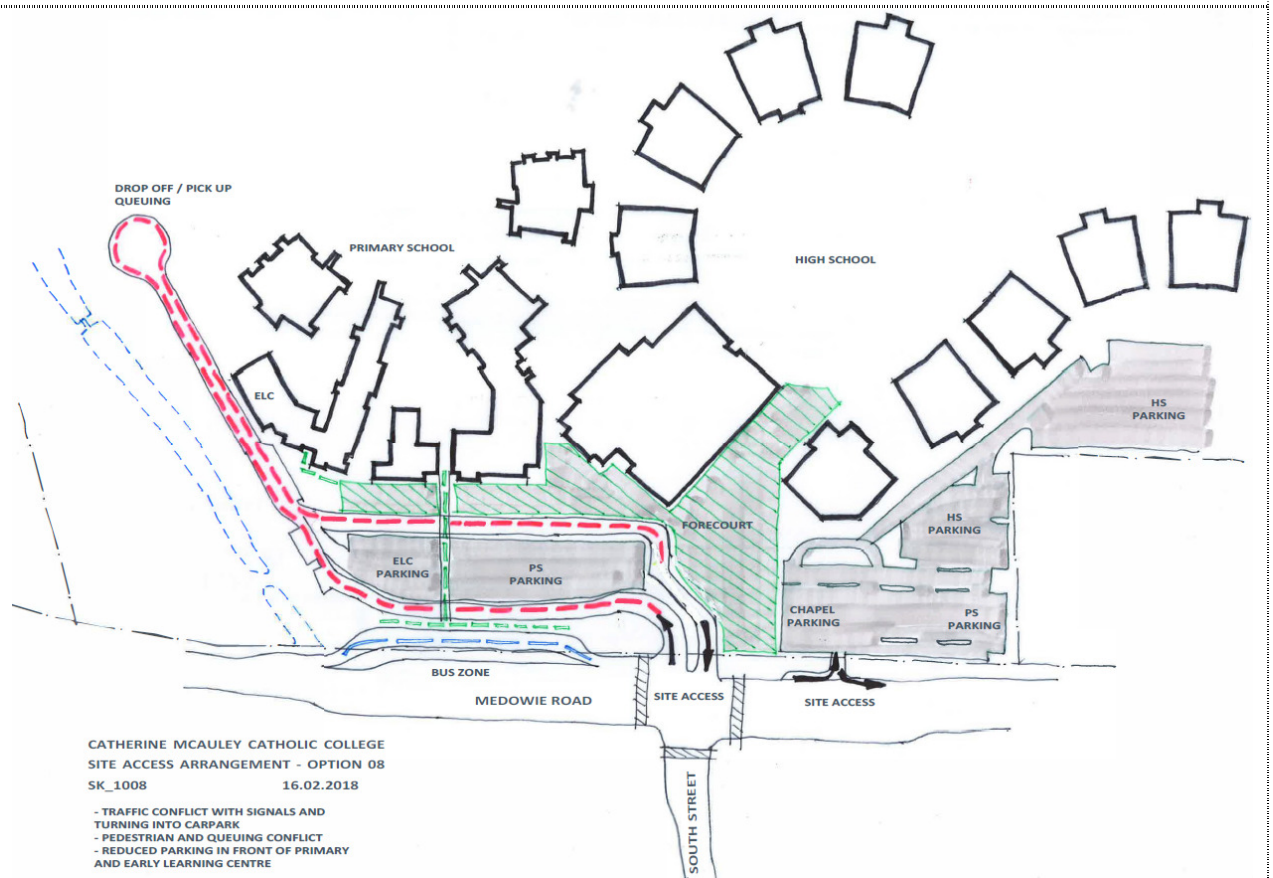 DROP OFF / PICK UP
QUEUING
PRIMARY SCHOOL
HIGH SCHOOL
ELC
HS
PARKING
FORECOURT
HS
PARKING
ELC
PARKING
PS
PARKING
CHAPEL
PARKING
PS
PARKING
BUS ZONE
MEDOWIE ROAD
SITE ACCESS
SITE ACCESS
SOUTH STREET
CATHERINE MCAULEY CATHOLIC COLLEGE
SITE ACCESS ARRANGEMENT - OPTION 08
SK_1008 16.02.2018
- TRAFFIC CONFLICT WITH SIGNALS AND
TURNING INTO CARPARK
- PEDESTRIAN AND QUEUING CONFLICT
- REDUCED PARKING IN FRONT OF PRIMARY
AND EARLY LEARNING CENTRE